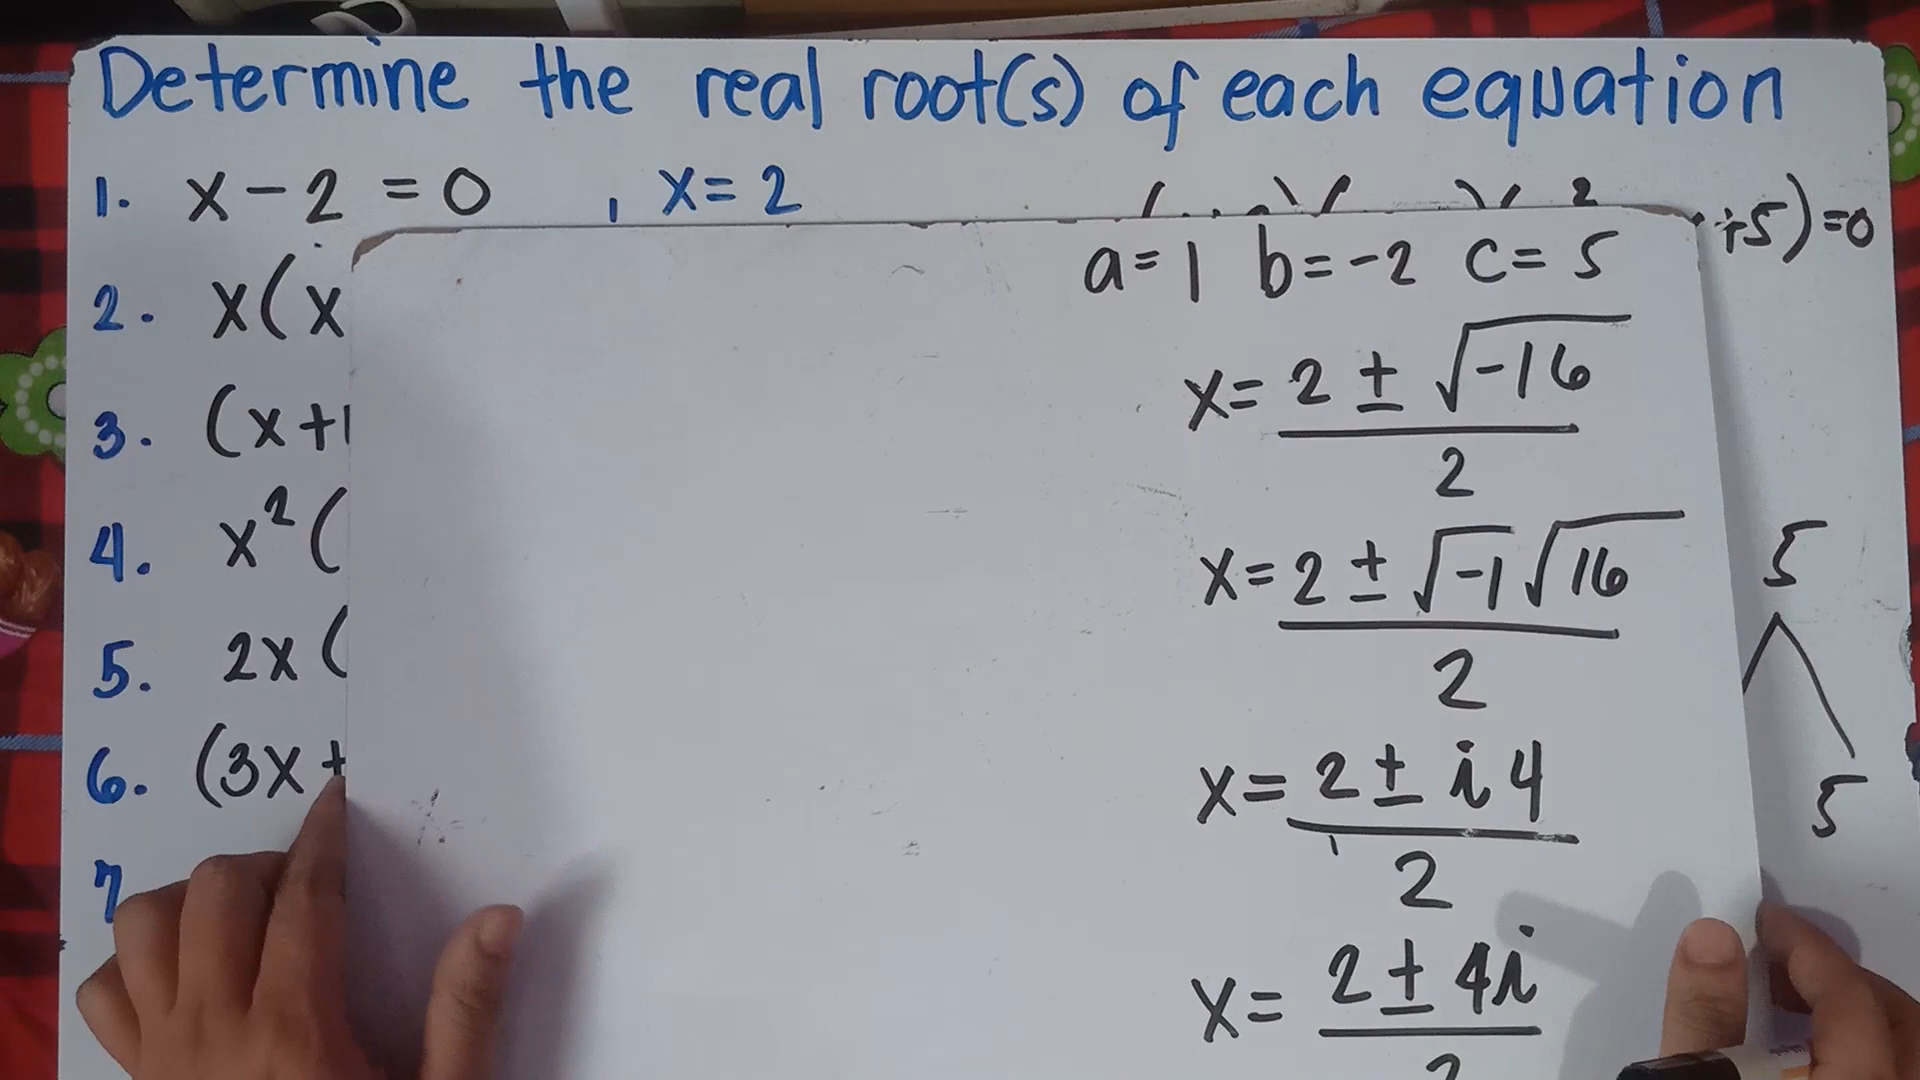 Determine the real root(s) of each equation
1. x-2 = 0 , x=2
2
+5)=0
2. x(x
3. (x+1
4. x²(
5. 2x(
6. (3x+
7
a=1 b=-2 c=5
x= 2 ± √-16
2
x= 2 ± √-1 √16
2
x= 2 ± i4
2
x= 2 ± 4i
5
5